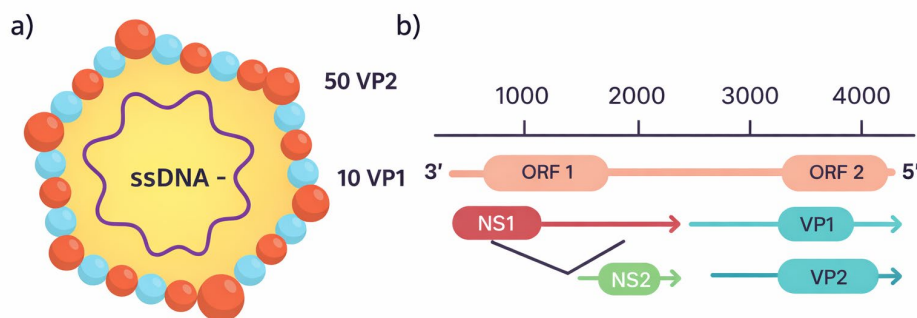 a)
50 VP2
10 VP1
ssDNA -
b)
1000 2000 3000 4000
3' ORF 1 ORF 2 5'
NS1 VP1
NS2 VP2